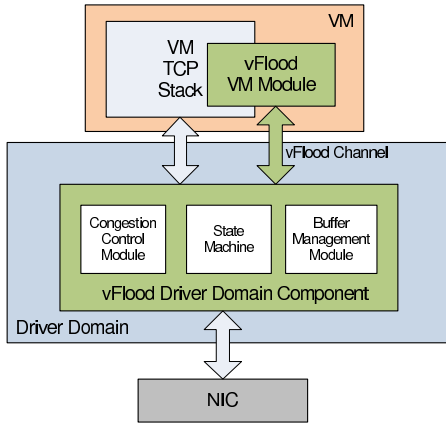 VM
VM
TCP
Stack
vFlood
VM Module
vFlood Channel
Congestion
Control
Module
State
Machine
Buffer
Management
Module
vFlood Driver Domain Component
Driver Domain
NIC